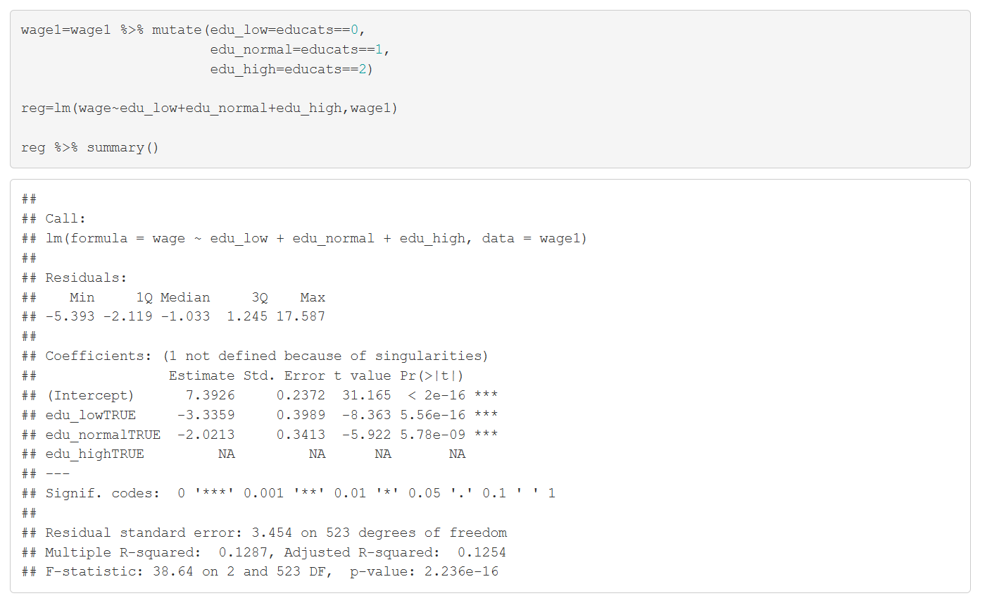 wage1=wage1 %>% mutate(edu_low=educats==0,
                       edu_normal=educats==1,
                       edu_high=educats==2)
reg=lm(wage~edu_low+edu_normal+edu_high,wage1)
reg %>% summary()
##
## Call:
## lm(formula = wage ~ edu_low + edu_normal + edu_high, data = wage1)
##
## Residuals:
##    Min     1Q Median     3Q    Max
## -5.393 -2.119 -1.033  1.245 17.587
##
## Coefficients: (1 not defined because of singularities)
##                Estimate Std. Error t value Pr(>|t|)
## (Intercept)      7.3926     0.2372  31.165  < 2e-16 ***
## edu_lowTRUE     -3.3359     0.3989  -8.363 5.56e-16 ***
## edu_normalTRUE  -2.0213     0.3413  -5.922 5.78e-09 ***
## edu_highTRUE         NA         NA      NA       NA
## ---
## Signif. codes:  0 '***' 0.001 '**' 0.01 '*' 0.05 '.' 0.1 ' ' 1
##
## Residual standard error: 3.454 on 523 degrees of freedom
## Multiple R-squared:  0.1287, Adjusted R-squared:  0.1254
## F-statistic: 38.64 on 2 and 523 DF,  p-value: 2.236e-16